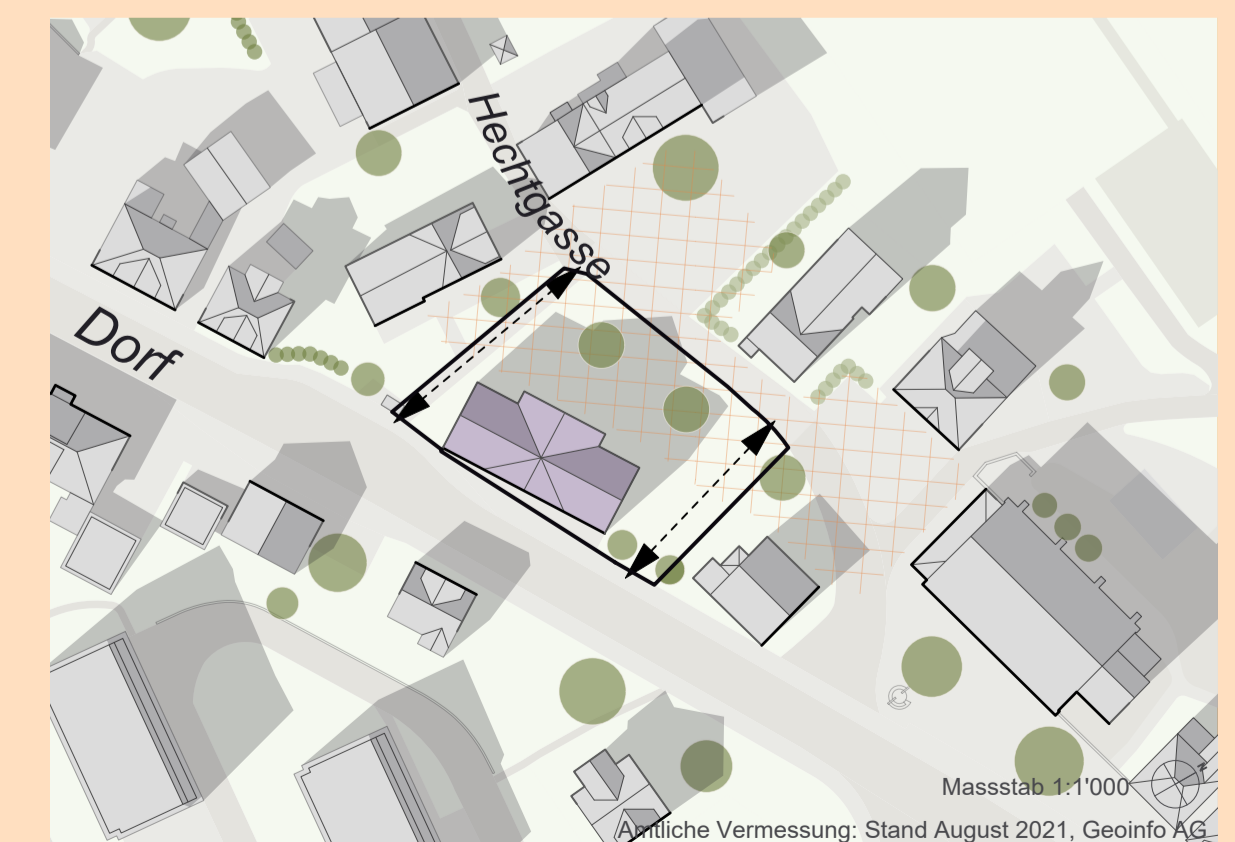 Hechtgasse
Dorf
Massstab 1:1'000
Amtliche Vermessung: Stand August 2021, Geoinfo AG